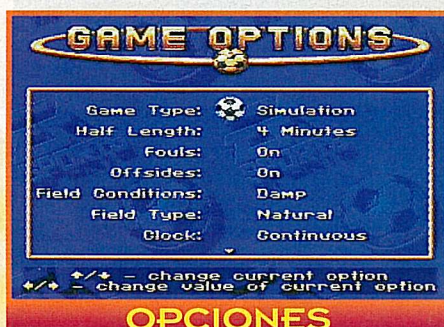 GAME OPTIONS
Game Type: Simulation
Half Length: 4 Minutes
Fouls: On
Offsides: On
Field Conditions: Damp
Field Type: Natural
Clock: Continuous
↑/↓ - change current option
←/→ - change value of current option
OPCIONES